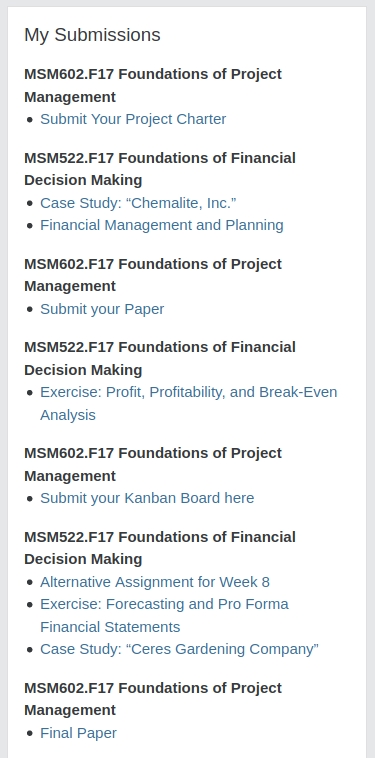 My Submissions
MSM602.F17 Foundations of Project
Management
• Submit Your Project Charter
MSM522.F17 Foundations of Financial
Decision Making
• Case Study: “Chemalite, Inc.”
• Financial Management and Planning
MSM602.F17 Foundations of Project
Management
• Submit your Paper
MSM522.F17 Foundations of Financial
Decision Making
• Exercise: Profit, Profitability, and Break-Even
Analysis
MSM602.F17 Foundations of Project
Management
• Submit your Kanban Board here
MSM522.F17 Foundations of Financial
Decision Making
• Alternative Assignment for Week 8
• Exercise: Forecasting and Pro Forma
Financial Statements
• Case Study: “Ceres Gardening Company”
MSM602.F17 Foundations of Project
Management
• Final Paper